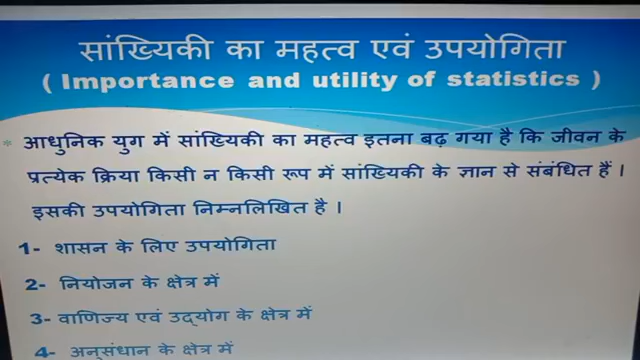 सांख्यिकी का महत्व एवं उपयोगिता
( Importance and utility of statistics )
* आधुनिक युग में सांख्यिकी का महत्व इतना बढ़ गया है कि जीवन के
प्रत्येक क्रिया किसी न किसी रूप में सांख्यिकी के ज्ञान से संबंधित हैं ।
इसकी उपयोगिता निम्नलिखित है ।
1- शासन के लिए उपयोगिता
2- नियोजन के क्षेत्र में
3- वाणिज्य एवं उद्योग के क्षेत्र में
4- अनुसंधान के क्षेत्र में